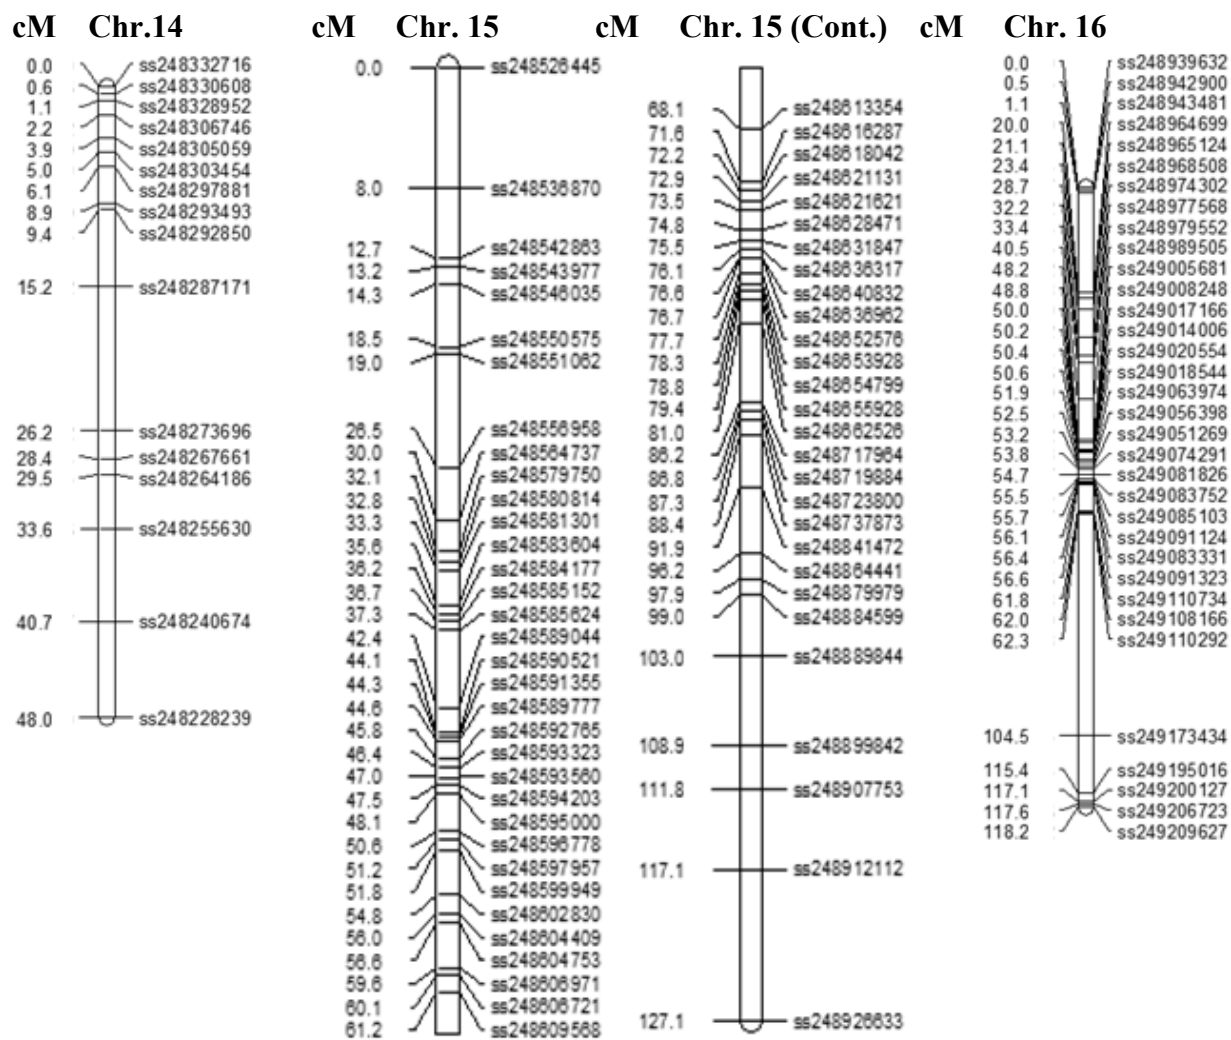 cM Chr.14
0.0 ss248332716
0.6 ss248330608
1.1 ss248328952
2.2 ss248306746
3.9 ss248305059
5.0 ss248303454
6.1 ss248297881
8.9 ss248293493
9.4 ss248292850
15.2 ss248287171
26.2 ss248273696
28.4 ss248267661
29.5 ss248264186
33.6 ss248255630
40.7 ss248240674
48.0 ss248228239
cM Chr. 15
0.0 ss248526445
8.0 ss248536870
12.7 ss248542863
13.2 ss248543977
14.3 ss248546035
18.5 ss248550575
19.0 ss248551062
26.5 ss248556958
30.0 ss248564737
32.1 ss248579750
32.8 ss248580814
33.3 ss248581301
35.6 ss248583604
36.2 ss248584177
36.7 ss248585152
37.3 ss248585624
42.4 ss248589044
44.1 ss248590521
44.3 ss248591355
44.6 ss248589777
45.8 ss248592765
46.4 ss248593323
47.0 ss248593560
47.5 ss248594203
48.1 ss248595000
50.6 ss248596778
51.2 ss248597957
51.8 ss248599949
54.8 ss248602830
56.0 ss248604409
56.6 ss248604753
59.6 ss248606971
60.1 ss248606721
61.2 ss248609568
cM Chr. 15 (Cont.)
68.1 ss248613354
71.6 ss248616287
72.2 ss248618042
72.9 ss248621131
73.5 ss248621621
74.8 ss248628471
75.5 ss248631847
76.1 ss248636317
76.6 ss248640832
76.7 ss248636962
77.7 ss248652576
78.3 ss248653928
78.8 ss248654799
79.4 ss248655928
81.0 ss248662526
86.2 ss248717964
86.8 ss248719884
87.3 ss248723800
88.4 ss248737873
91.9 ss248841472
96.2 ss248864441
97.9 ss248879979
99.0 ss248884599
103.0 ss248889844
108.9 ss248899842
111.8 ss248907753
117.1 ss248912112
127.1 ss248926633
cM Chr. 16
0.0 ss248939632
0.5 ss248942900
1.1 ss248943481
20.0 ss248964699
21.1 ss248965124
23.4 ss248968508
28.7 ss248974302
32.2 ss248977568
33.4 ss248979552
40.5 ss248989505
48.2 ss249005681
48.8 ss249008248
50.0 ss249017166
50.2 ss249014006
50.4 ss249020554
50.6 ss249018544
51.9 ss249063974
52.5 ss249056398
53.2 ss249051269
53.8 ss249074291
54.7 ss249081826
55.5 ss249083752
55.7 ss249085103
56.1 ss249091124
56.4 ss249083331
56.6 ss249091323
61.8 ss249110734
62.0 ss249108166
62.3 ss249110292
104.5 ss249173434
115.4 ss249195016
117.1 ss249200127
117.6 ss249206723
118.2 ss249209627